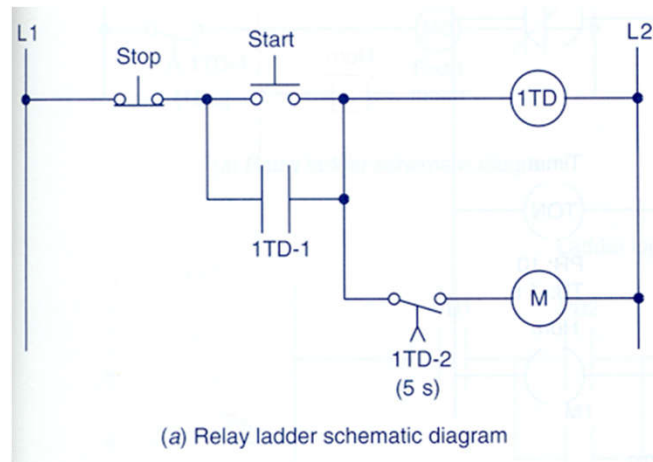 L1
L2
Start
Stop
1TD
1TD-1
M
1TD-2
(5 s)
(a) Relay ladder schematic diagram